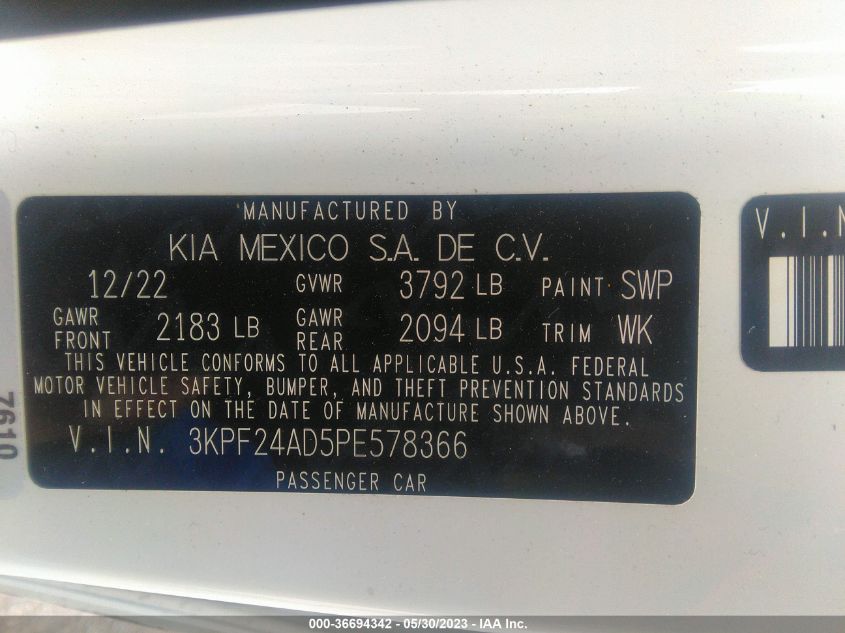 MANUFACTURED BY
KIA MEXICO S.A. DE C.V.
12/22 GVWR 3792 LB PAINT SWP
GAWR FRONT 2183 LB GAWR REAR 2094 LB TRIM WK
THIS VEHICLE CONFORMS TO ALL APPLICABLE U.S.A. FEDERAL
MOTOR VEHICLE SAFETY, BUMPER, AND THEFT PREVENTION STANDARDS
IN EFFECT ON THE DATE OF MANUFACTURE SHOWN ABOVE.
V.I.N. 3KPF24AD5PE578366
PASSENGER CAR
V.I.N
7610
000-36694342 - 05/30/2023 - IAA Inc.